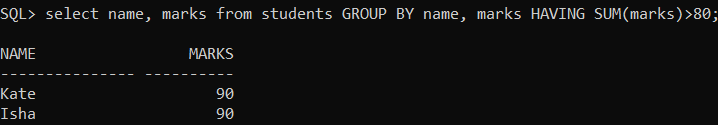 SQL> select name, marks from students GROUP BY name, marks HAVING SUM(marks)>80;
NAME                 MARKS
--------------- ----------
Kate                    90
Isha                    90